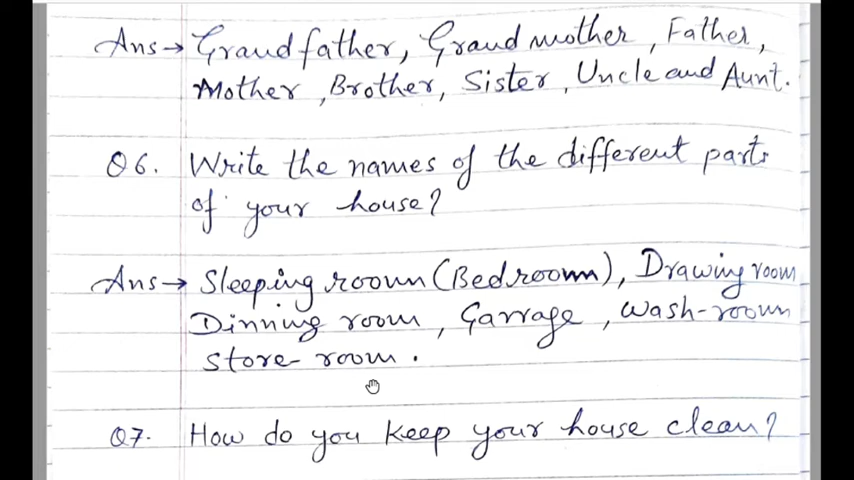 Ans → Grandfather, Grandmother, Father,
Mother, Brother, Sister, Uncle and Aunt.
Q6. Write the names of the different parts
of your house?
Ans → Sleeping room (Bedroom), Drawing room
Dinning room, Garrage, wash-room
store-room.
Q7. How do you keep your house clean?